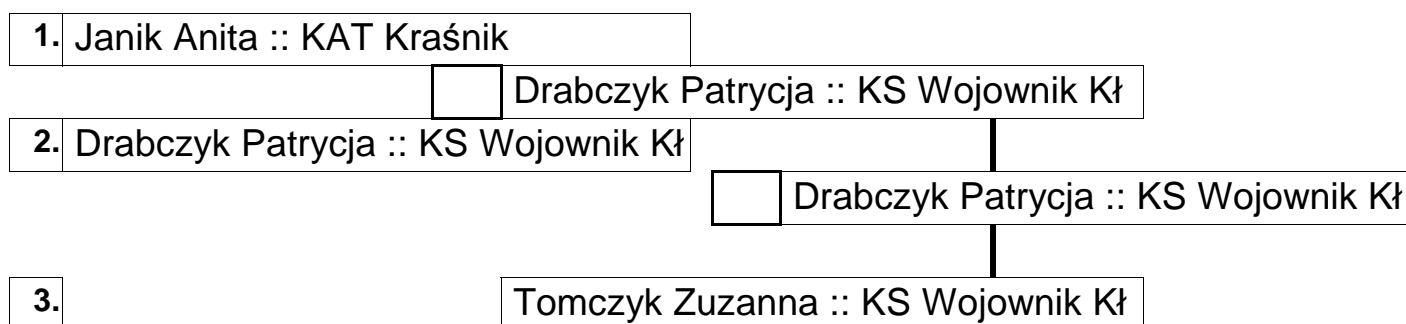 1. Janik Anita :: KAT Kraśnik
Drabczyk Patrycja :: KS Wojownik Kł
2. Drabczyk Patrycja :: KS Wojownik Kł
Drabczyk Patrycja :: KS Wojownik Kł
3. Tomczyk Zuzanna :: KS Wojownik Kł